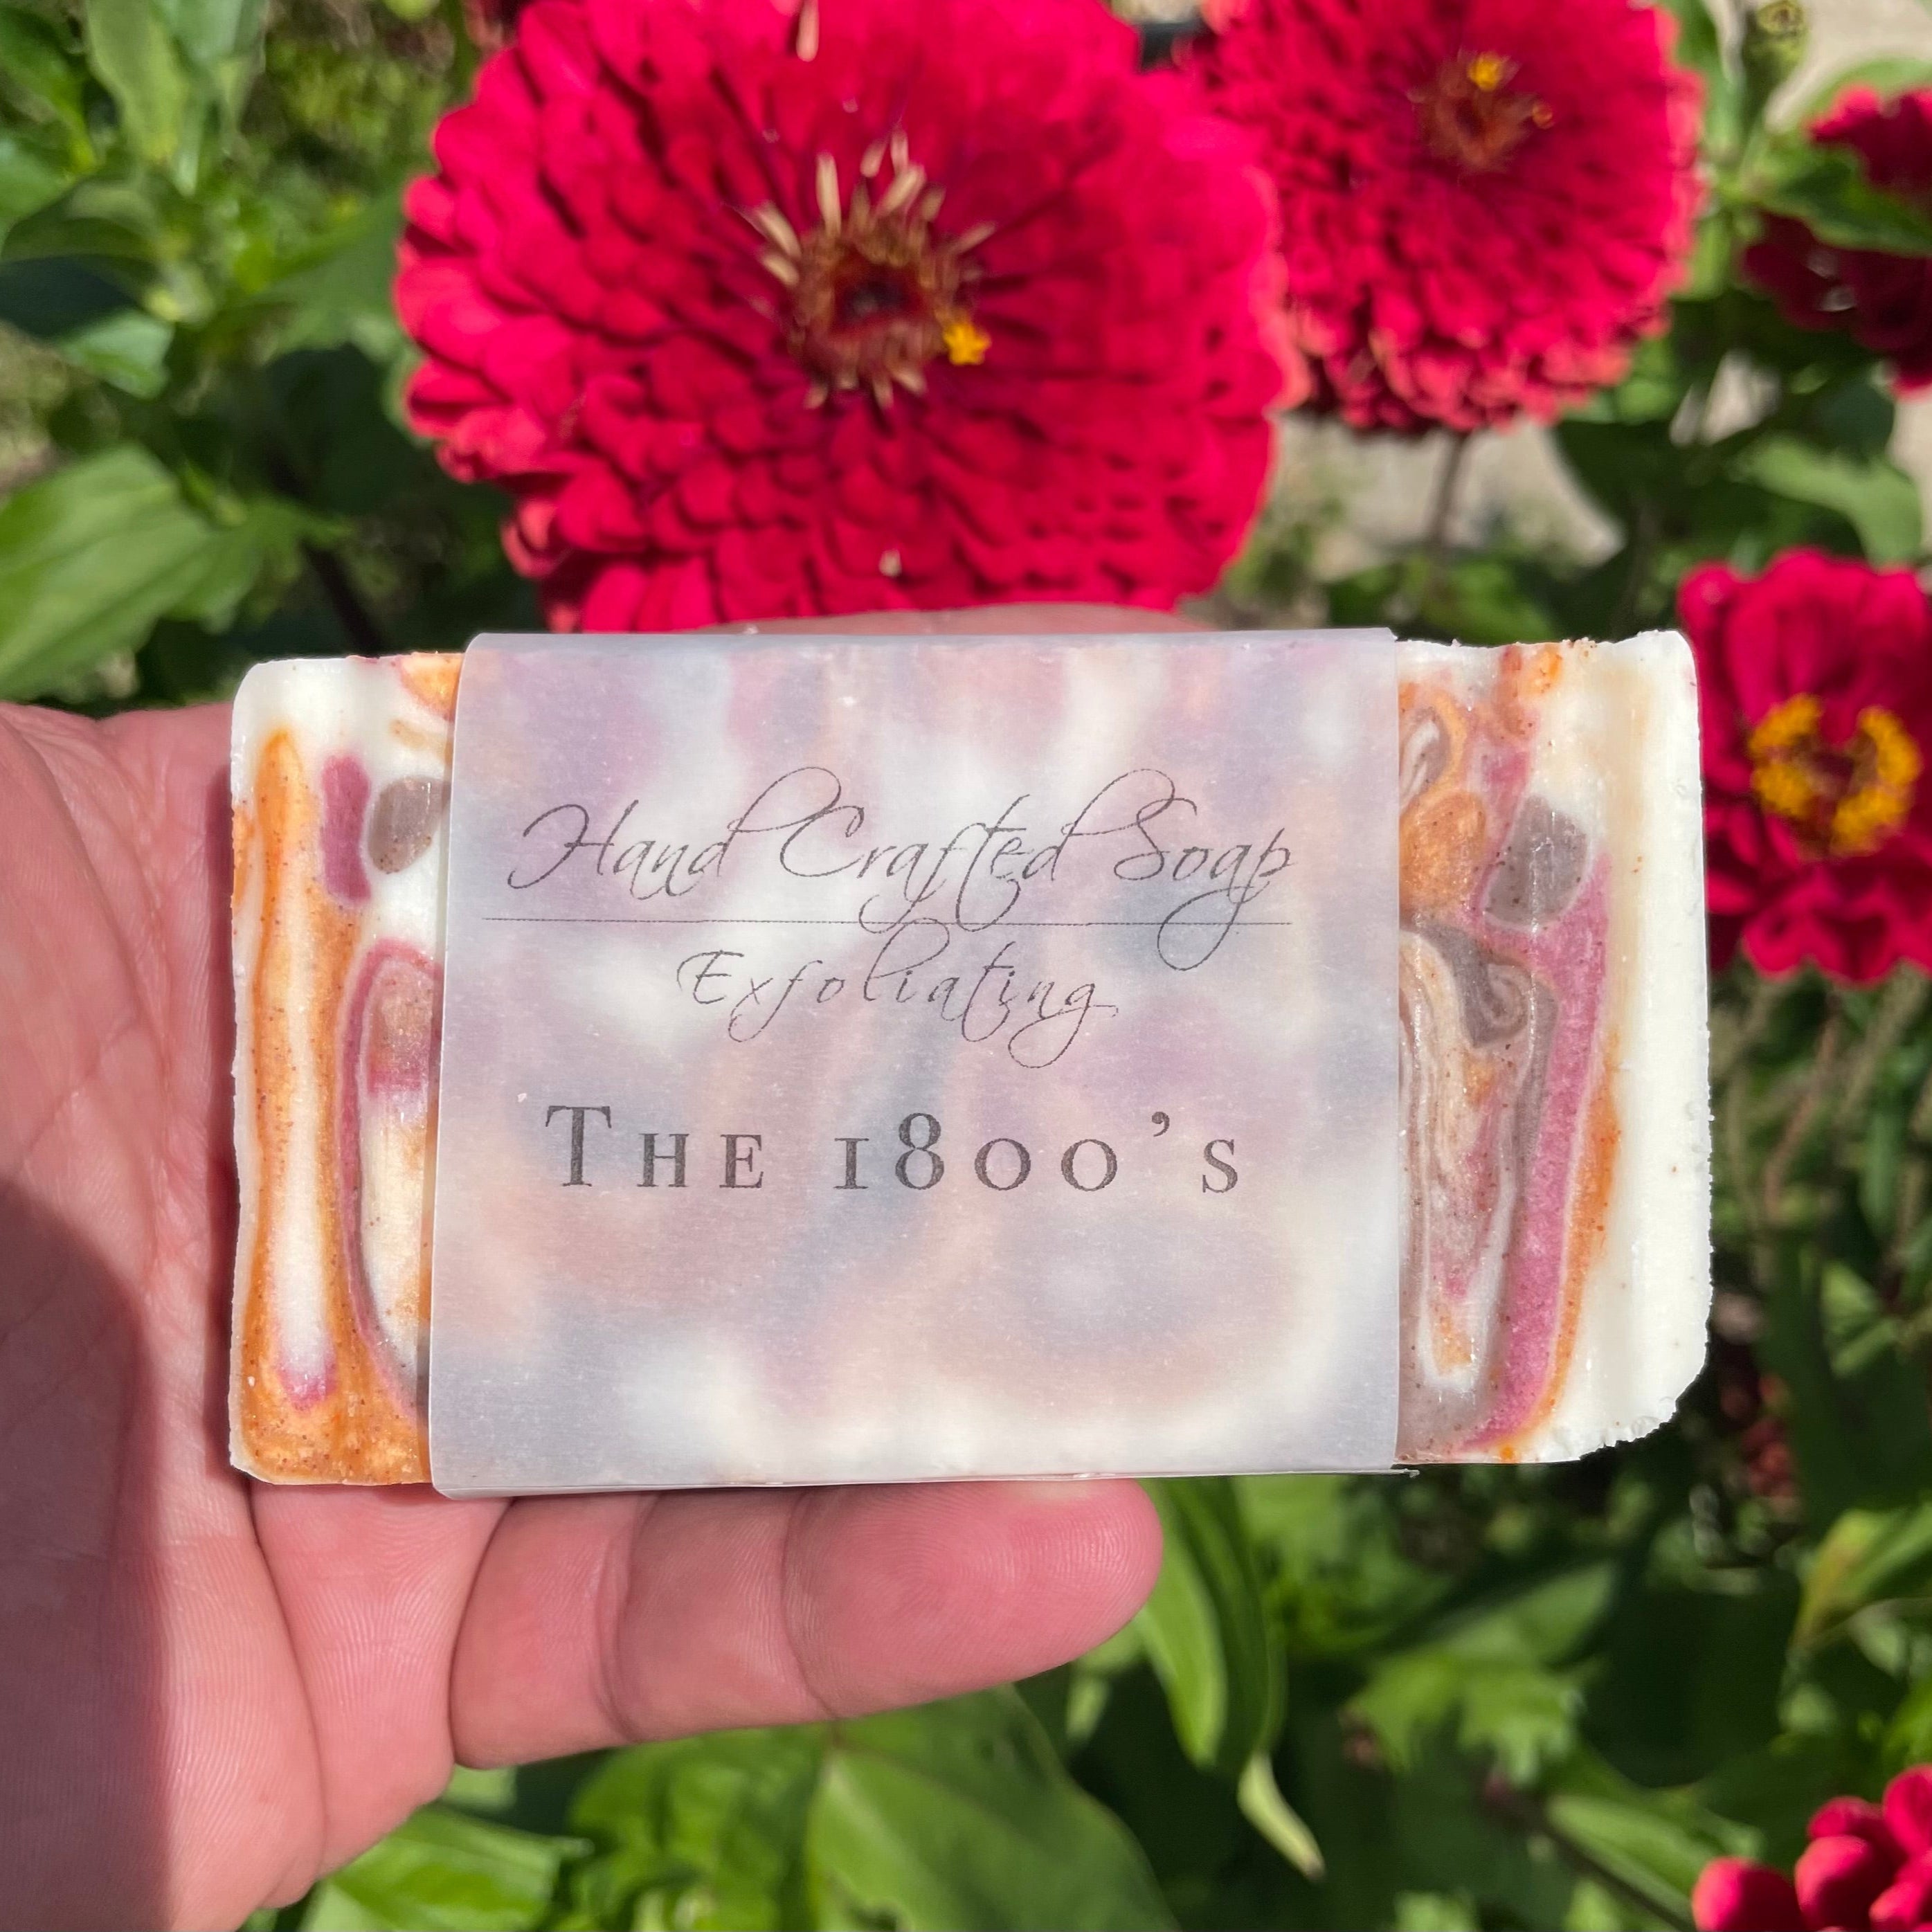 Hand Crafted Soap
Exfoliating
The 1800's